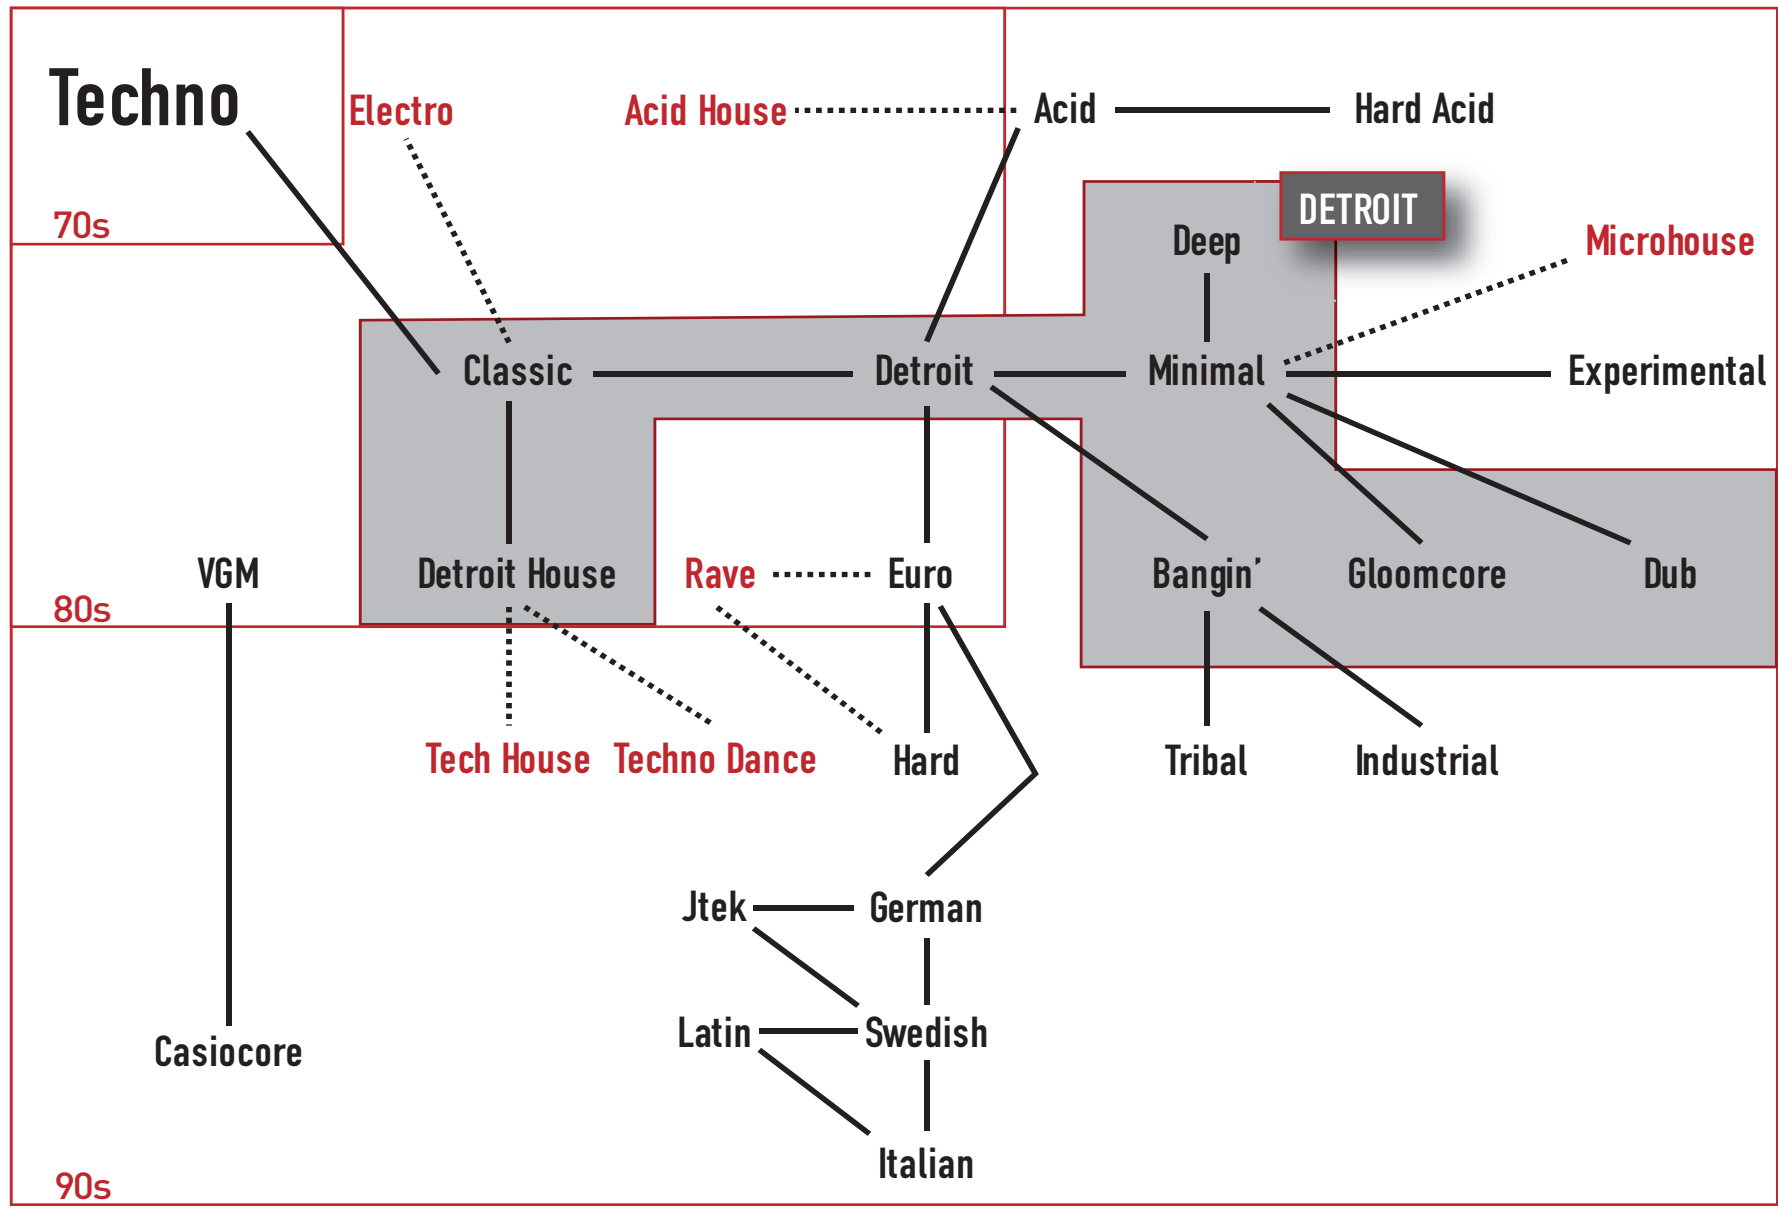 Techno
Electro
Acid House
Acid
Hard Acid
70s
DETROIT
Deep
Microhouse
Classic
Detroit
Minimal
Experimental
VGM
Detroit House
Rave
Euro
Bangin’
Gloomcore
Dub
80s
Tech House
Techno Dance
Hard
Tribal
Industrial
Jtek
German
Latin
Swedish
Casiocore
Italian
90s